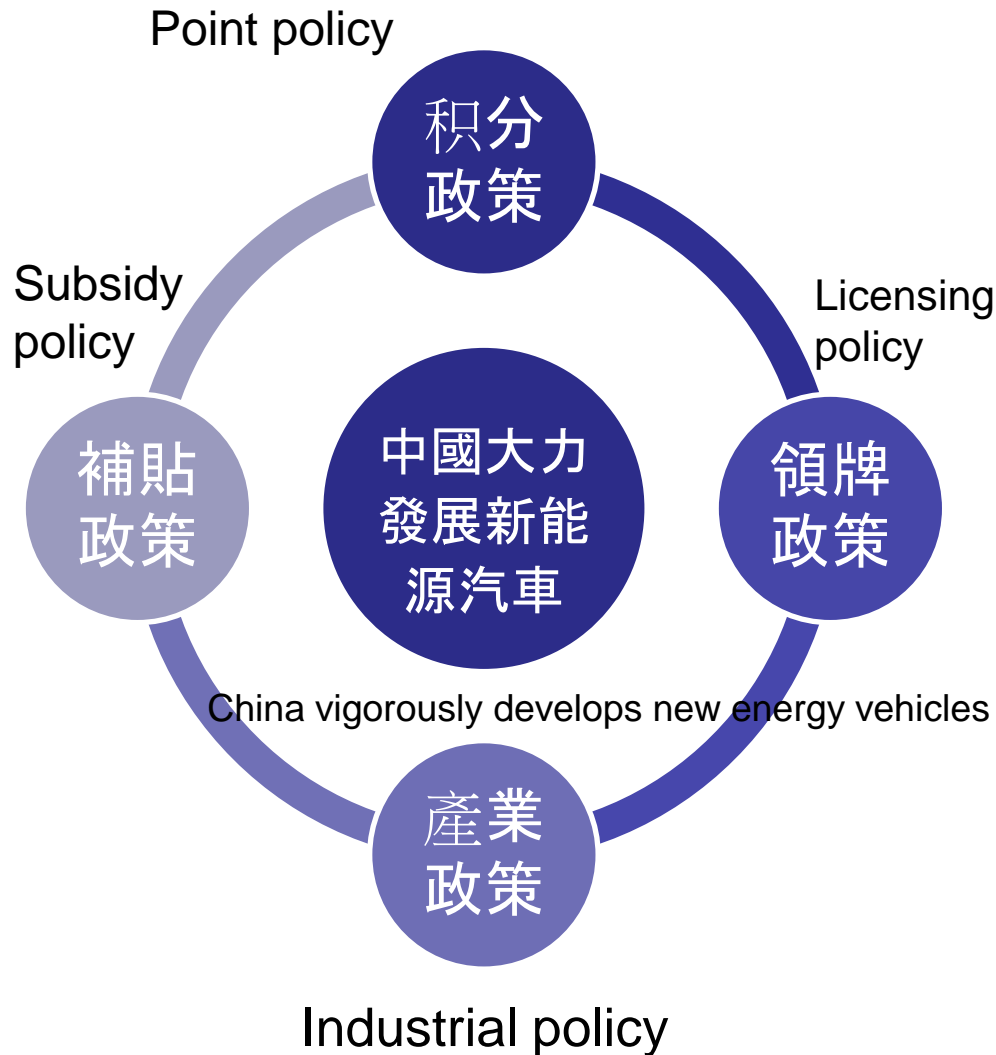 Point policy
积分
政策
Subsidy
policy
Licensing
policy
補貼
政策
中國大力
發展新能
源汽車
領牌
政策
China vigorously develops new energy vehicles
產業
政策
Industrial policy